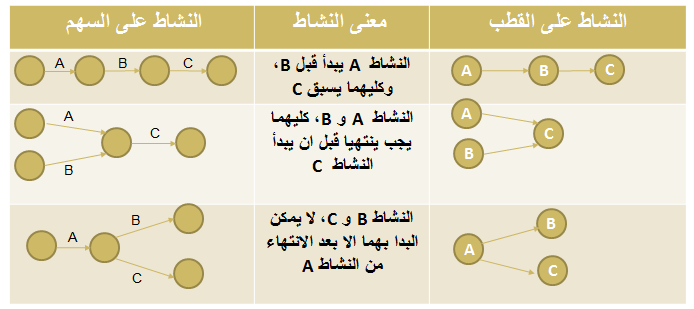 النشاط على القطب
معنى النشاط
النشاط على السهم
A B C
النشاط A يبدأ قبل B،
وكليهما يسبق C
A B C
A
B
C
النشاط A و B، كليهما
يجب ينتهيا قبل ان يبدأ
النشاط C
A
B
C
A
B
C
النشاط B و C، لا يمكن
البدا بهما الا بعد الانتهاء
من النشاط A
A
B
C